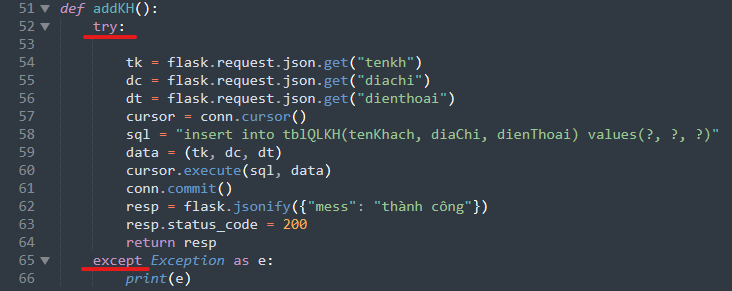 51 def addKH():
52 try:
53
54 tk = flask.request.json.get("tenkh")
55 dc = flask.request.json.get("diachi")
56 dt = flask.request.json.get("dienthoai")
57 cursor = conn.cursor()
58 sql = "insert into tblQLKH(tenKhach, diaChi, dienThoai) values(?, ?, ?)"
59 data = (tk, dc, dt)
60 cursor.execute(sql, data)
61 conn.commit()
62 resp = flask.jsonify({"mess": "thành công"})
63 resp.status_code = 200
64 return resp
65 except Exception as e:
66 print(e)